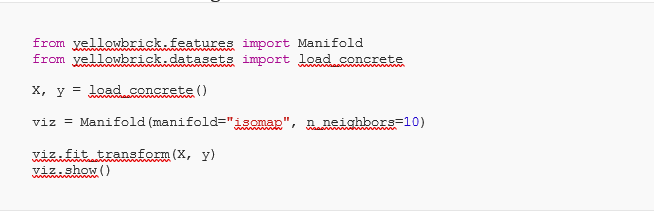 from yellowbrick.features import Manifold
from yellowbrick.datasets import load_concrete
X, y = load_concrete()
viz = Manifold(manifold="isomap", n_neighbors=10)
viz.fit_transform(X, y)
viz.show()